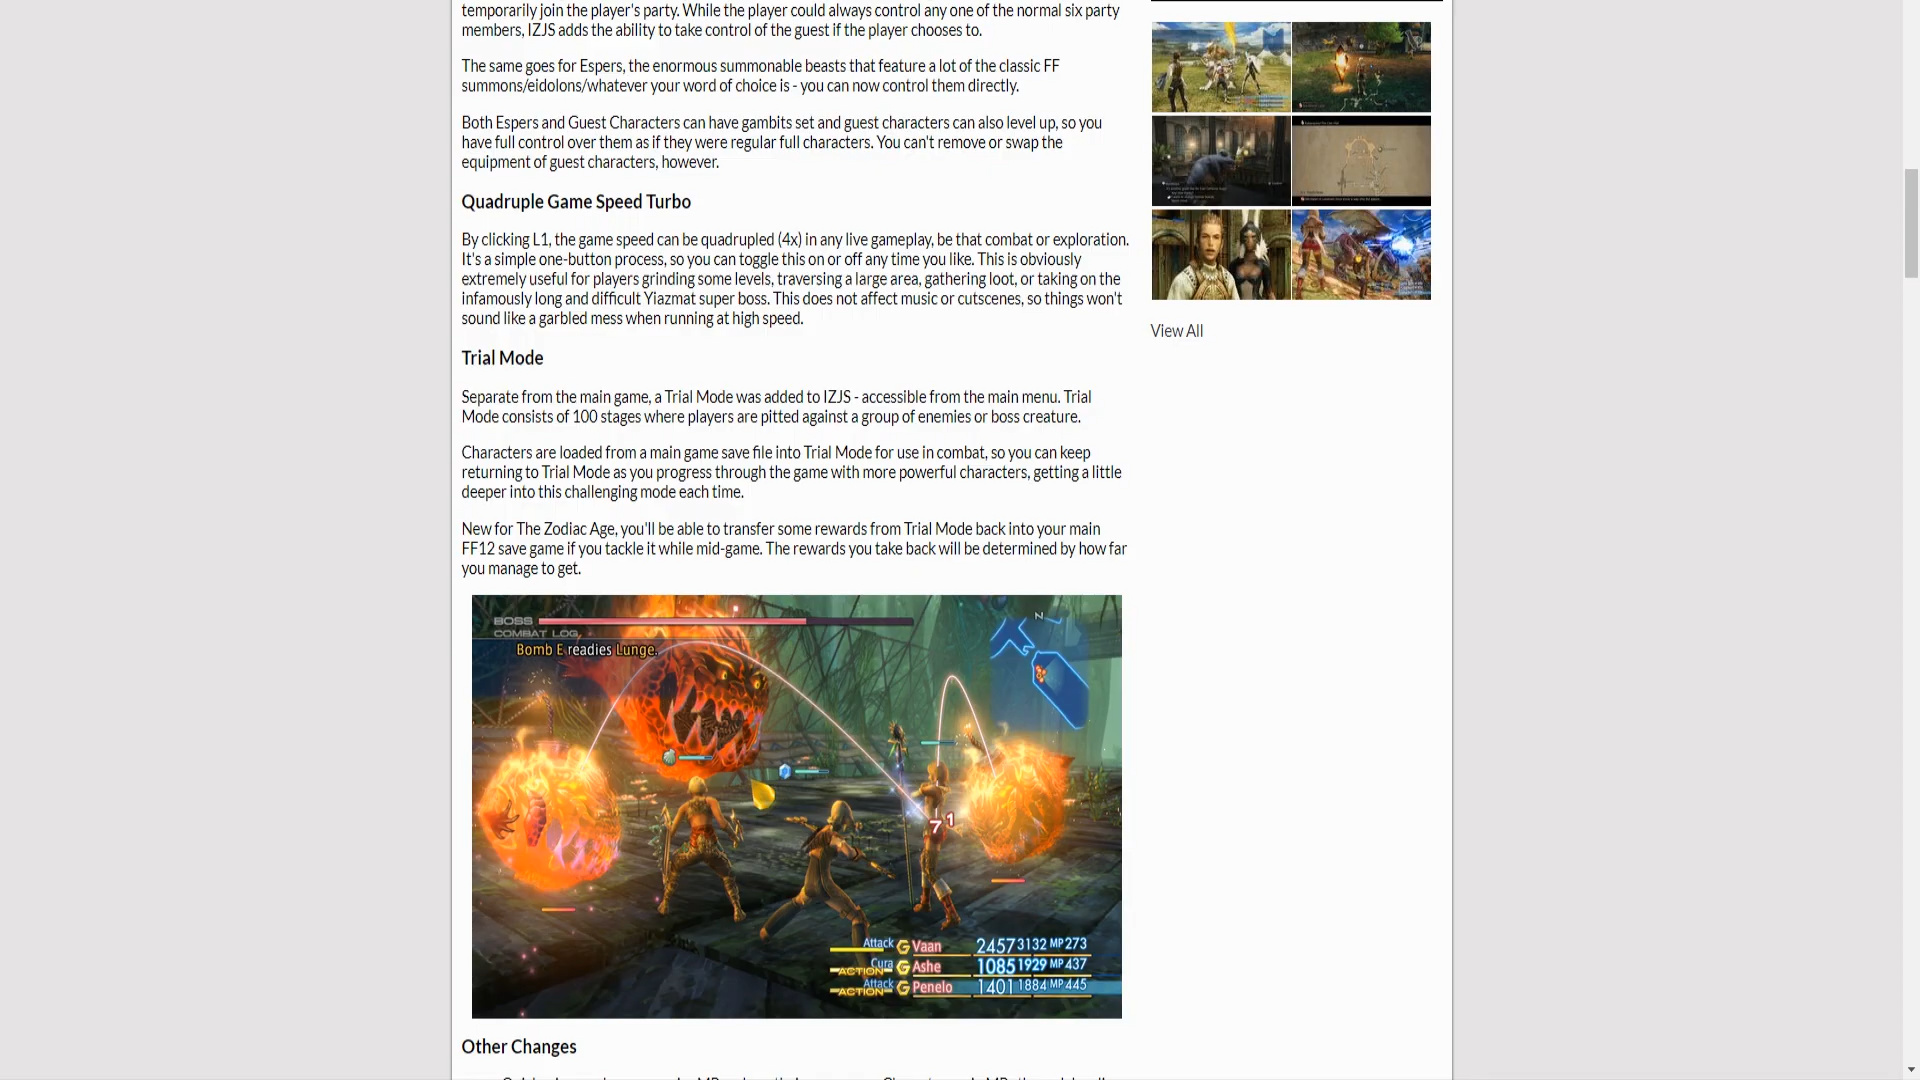 temporarily join the player's party. While the player could always control any one of the normal six party
members, IZJS adds the ability to take control of the guest if the player chooses to.
The same goes for Espers, the enormous summonable beasts that feature a lot of the classic FF
summons/eidolons/whatever your word of choice is - you can now control them directly.
Both Espers and Guest Characters can have gambits set and guest characters can also level up, so you
have full control over them as if they were regular full characters. You can't remove or swap the
equipment of guest characters, however.
Quadruple Game Speed Turbo
By clicking L1, the game speed can be quadrupled (4x) in any live gameplay, be that combat or exploration.
It's a simple one-button process, so you can toggle this on or off any time you like. This is obviously
extremely useful for players grinding some levels, traversing a large area, gathering loot, or taking on the
infamously long and difficult Yiazmat super boss. This does not affect music or cutscenes, so things won't
sound like a garbled mess when running at high speed.
Trial Mode
Separate from the main game, a Trial Mode was added to IZJS - accessible from the main menu. Trial
Mode consists of 100 stages where players are pitted against a group of enemies or boss creature.
Characters are loaded from a main game save file into Trial Mode for use in combat, so you can keep
returning to Trial Mode as you progress through the game with more powerful characters, getting a little
deeper into this challenging mode each time.
New for The Zodiac Age, you'll be able to transfer some rewards from Trial Mode back into your main
FF12 save game if you tackle it while mid-game. The rewards you take back will be determined by how far
you manage to get.
BOSS
COMBAT LOG
Bomb E readies Lunge.
N
71
Attack G Vaan 2457 3132 MP 273
Cura
ACTION G Ashe 1085 1929 MP 437
Attack
ACTION G Penelo 1401 1884 MP 445
Other Changes
View All